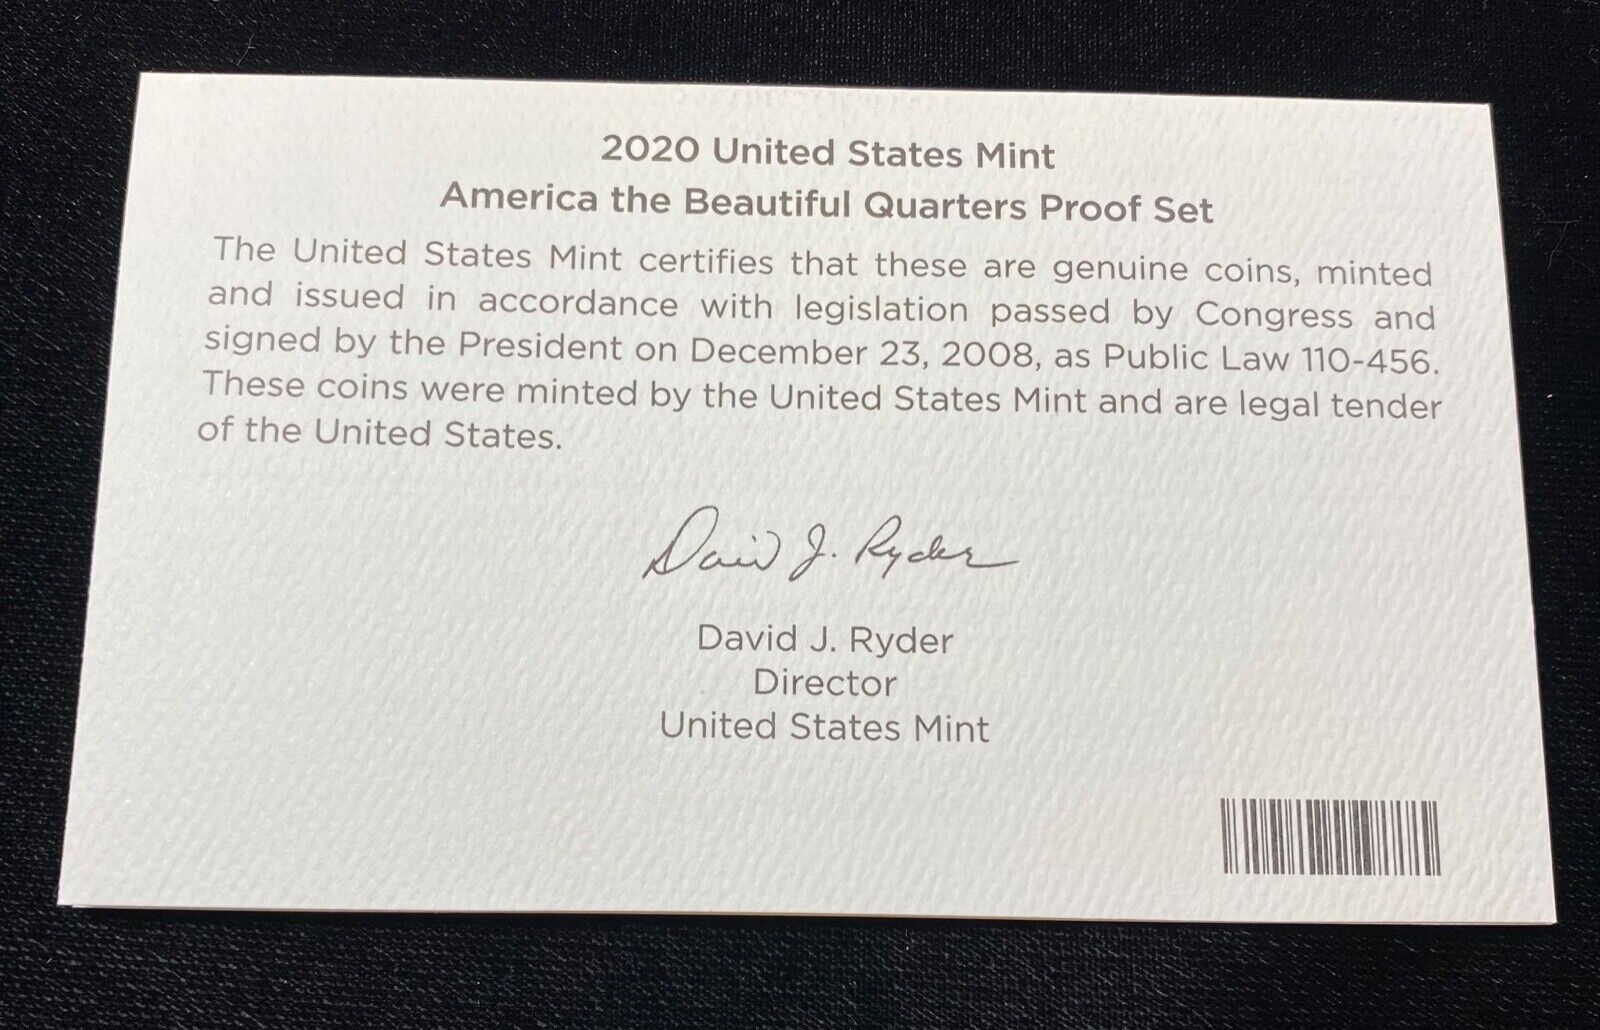 2020 United States Mint
America the Beautiful Quarters Proof Set
The United States Mint certifies that these are genuine coins, minted
and issued in accordance with legislation passed by Congress and
signed by the President on December 23, 2008, as Public Law 110-456.
These coins were minted by the United States Mint and are legal tender
of the United States.
David J. Ryder
David J. Ryder
Director
United States Mint